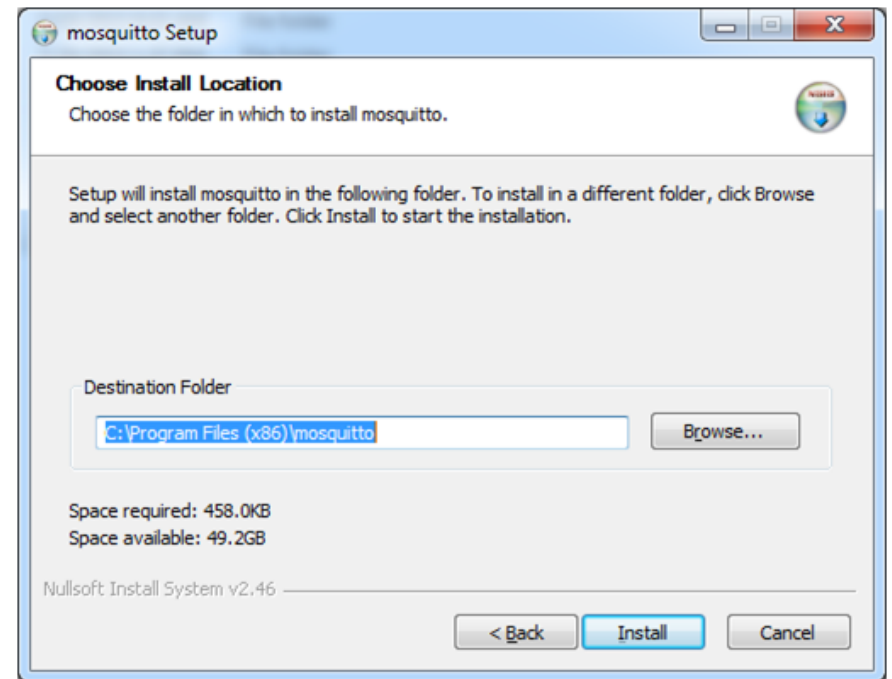 mosquitto Setup
Choose Install Location
Choose the folder in which to install mosquitto.
Setup will install mosquitto in the following folder. To install in a different folder, click Browse
and select another folder. Click Install to start the installation.
Destination Folder
C:\Program Files (x86)\mosquitto
Browse...
Space required: 458.0KB
Space available: 49.2GB
Nullsoft Install System v2.46
< Back
Install
Cancel